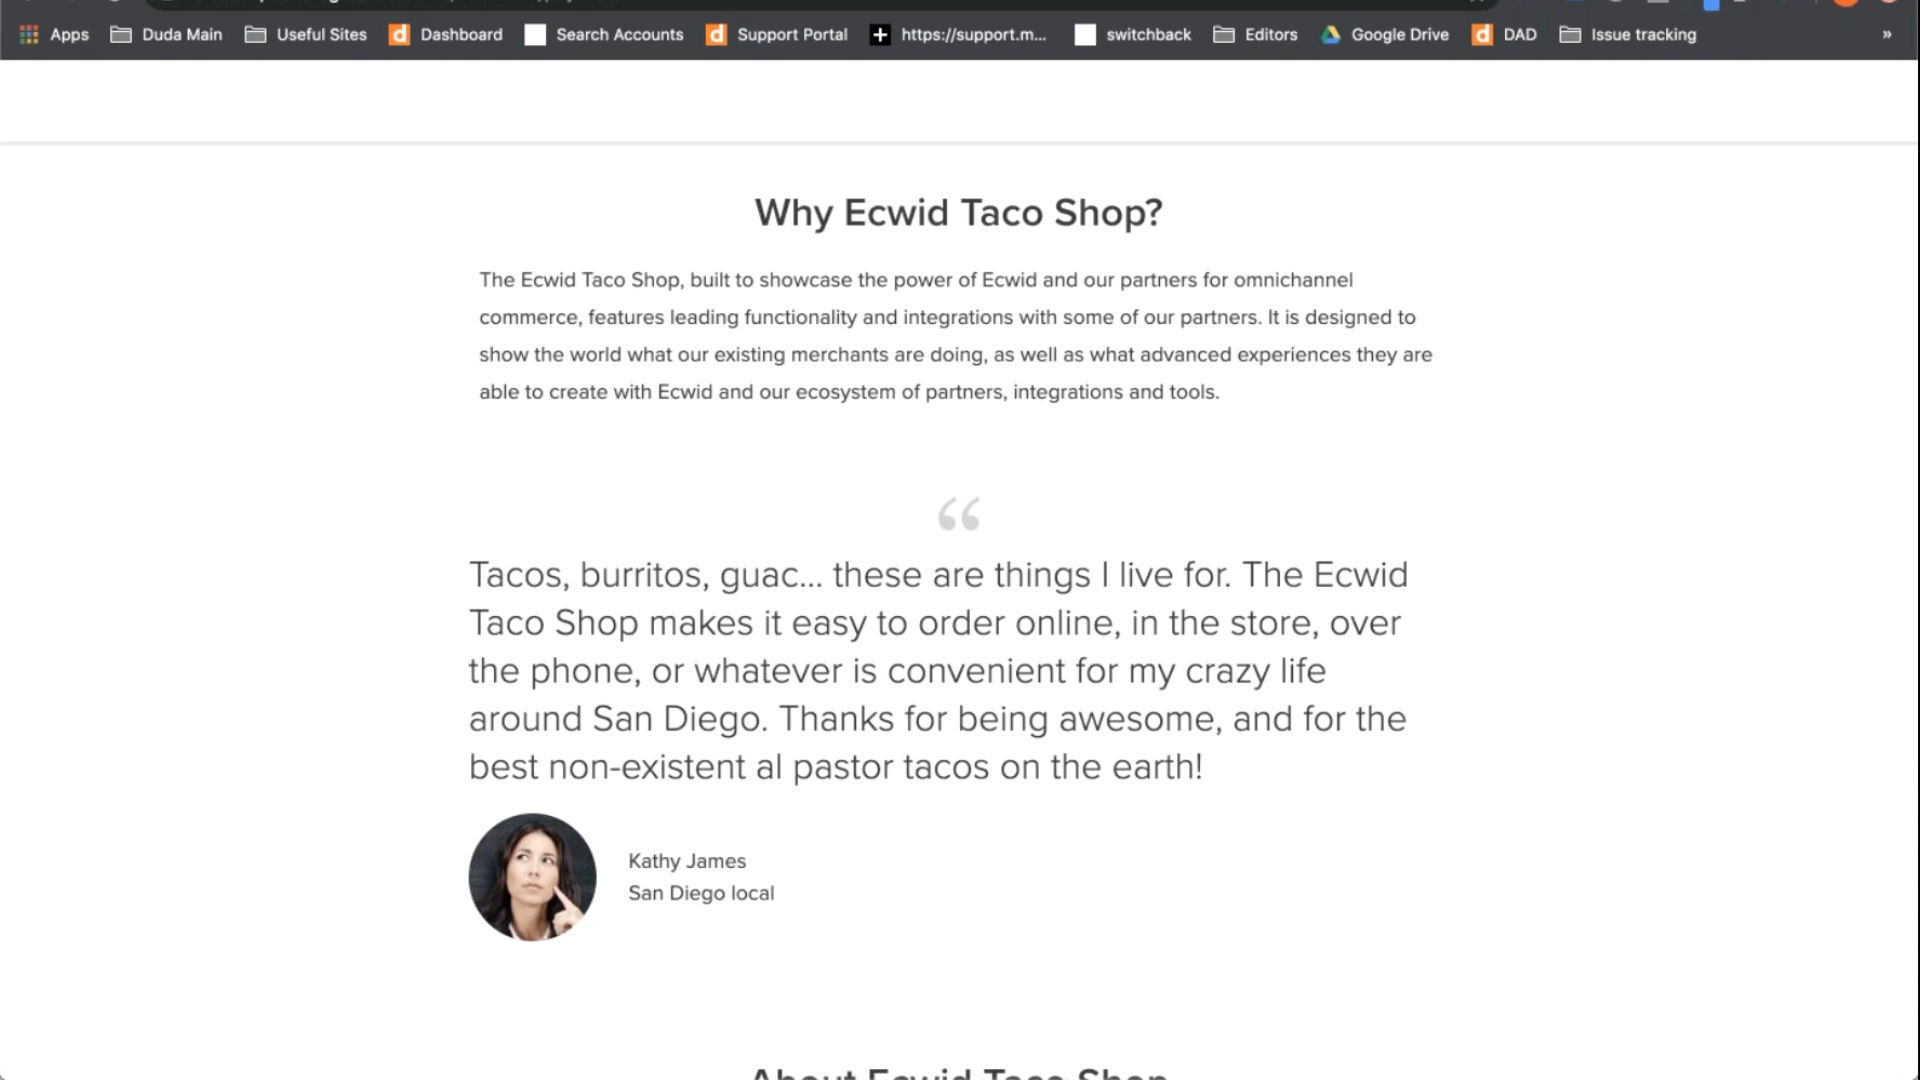 Apps Duda Main Useful Sites Dashboard Search Accounts Support Portal https://support.m... switchback Editors Google Drive DAD Issue tracking »
Why Ecwid Taco Shop?
The Ecwid Taco Shop, built to showcase the power of Ecwid and our partners for omnichannel
commerce, features leading functionality and integrations with some of our partners. It is designed to
show the world what our existing merchants are doing, as well as what advanced experiences they are
able to create with Ecwid and our ecosystem of partners, integrations and tools.
“
Tacos, burritos, guac... these are things I live for. The Ecwid
Taco Shop makes it easy to order online, in the store, over
the phone, or whatever is convenient for my crazy life
around San Diego. Thanks for being awesome, and for the
best non-existent al pastor tacos on the earth!
Kathy James
San Diego local
About Ecwid Taco Shop